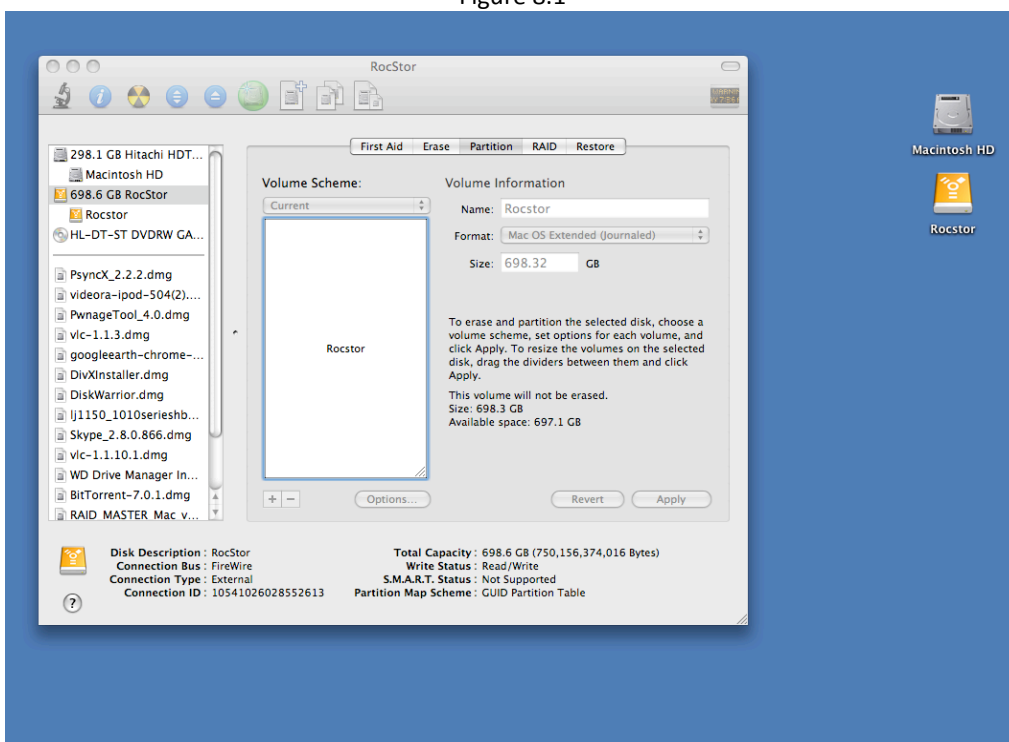 Figure 8.1
RocStor
First Aid Erase Partition RAID Restore
298.1 GB Hitachi HDT...
Macintosh HD
698.6 GB RocStor
Rocstor
HL-DT-ST DVDRW GA...
PsyncX_2.2.2.dmg
videora-ipod-504(2)....
PwnageTool_4.0.dmg
vlc-1.1.3.dmg
googleearth-chrome-...
DivXInstaller.dmg
DiskWarrior.dmg
lj1150_1010serieshb...
Skype_2.8.0.866.dmg
vlc-1.1.10.1.dmg
WD Drive Manager In...
BitTorrent-7.0.1.dmg
RAID MASTER Mac v...
Volume Scheme:
Current
Rocstor
Options...
Volume Information
Name: Rocstor
Format: Mac OS Extended (Journaled)
Size: 698.32 GB
To erase and partition the selected disk, choose a
volume scheme, set options for each volume, and
click Apply. To resize the volumes on the selected
disk, drag the dividers between them and click
Apply.
This volume will not be erased.
Size: 698.3 GB
Available space: 697.1 GB
Revert Apply
Disk Description : RocStor
Connection Bus : FireWire
Connection Type : External
Connection ID : 10541026028552613
Total Capacity : 698.6 GB (750,156,374,016 Bytes)
Write Status : Read/Write
S.M.A.R.T. Status : Not Supported
Partition Map Scheme : GUID Partition Table
?
Macintosh HD
Rocstor